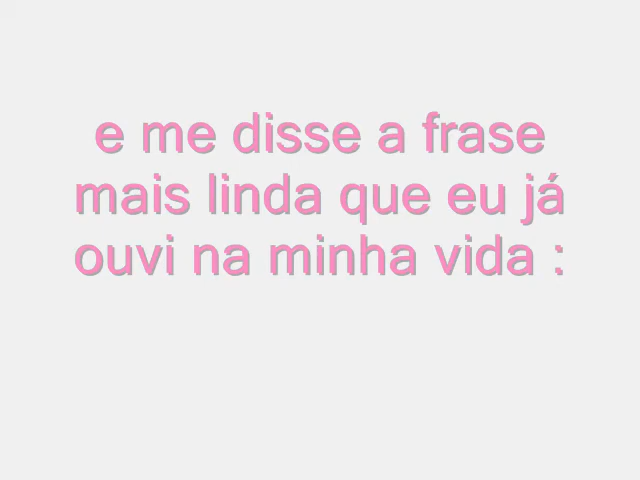 e me disse a frase
mais linda que eu já
ouvi na minha vida :